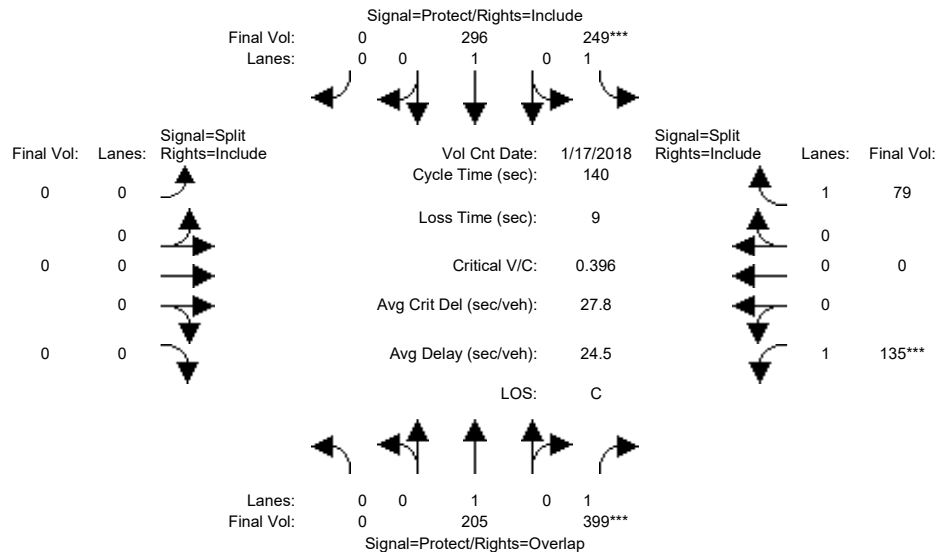 Signal=Protect/Rights=Include
Final Vol: 0 296 249***
Lanes: 0 0 1 0 1
Signal=Split Signal=Split
Final Vol: Lanes: Rights=Include Vol Cnt Date: 1/17/2018 Rights=Include Lanes: Final Vol:
Cycle Time (sec): 140
0 0 1 79
Loss Time (sec): 9
0 0
0 0 Critical V/C: 0.396 0 0
0 Avg Crit Del (sec/veh): 27.8 0
0 0 Avg Delay (sec/veh): 24.5 1 135***
LOS: C
Lanes: 0 0 1 0 1
Final Vol: 0 205 399***
Signal=Protect/Rights=Overlap